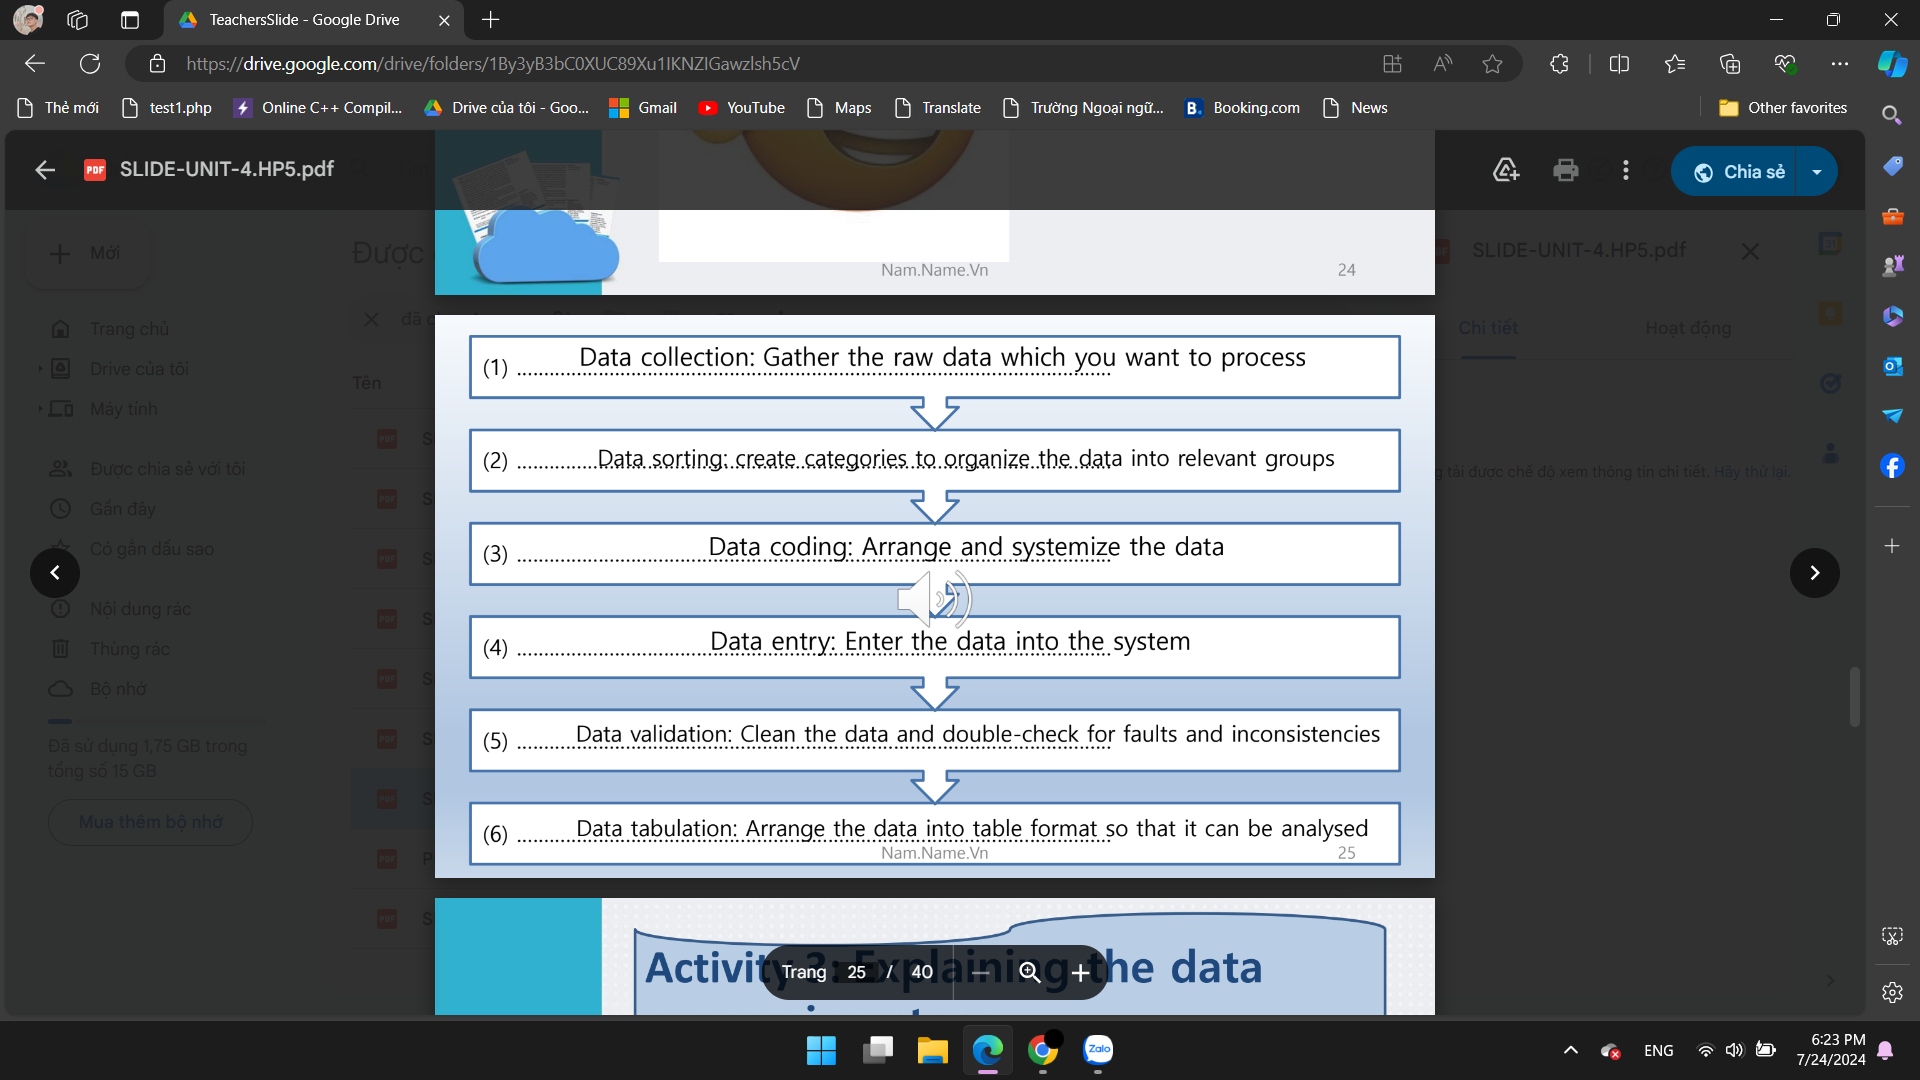 TeachersSlide - Google Drive
https://drive.google.com/drive/folders/1By3yB3bC0XUC89Xu1IKNZIGawzlsh5cV
Thẻ mới
test1.php
Online C++ Compil...
Drive của tôi - Goo...
Gmail
YouTube
Maps
Translate
Trường Ngoại ngữ...
B.
Booking.com
News
Other favorites
PDF
SLIDE-UNIT-4.HP5.pdf
Chia sẻ
Mới
Được
SLIDE-UNIT-4.HP5.pdf
Nam.Name.Vn
24
Trang chủ
Drive của tôi
Máy tính
Được chia sẻ với tôi
Gần đây
Có gắn dấu sao
Nội dung rác
Thùng rác
Bộ nhớ
Đã sử dụng 1,75 GB trong
tổng số 15 GB
Mua thêm bộ nhớ
Tên
Chi tiết
Hoạt động
tải được chế độ xem thông tin chi tiết. Hãy thử lại.
(1) Data collection: Gather the raw data which you want to process
(2) Data sorting: create categories to organize the data into relevant groups
(3) Data coding: Arrange and systemize the data
(4) Data entry: Enter the data into the system
(5) Data validation: Clean the data and double-check for faults and inconsistencies
(6) Data tabulation: Arrange the data into table format so that it can be analysed
Nam.Name.Vn
25
Activity 3: Explaining the data
Trang 25 / 40
Zalo
ENG
6:23 PM
7/24/2024